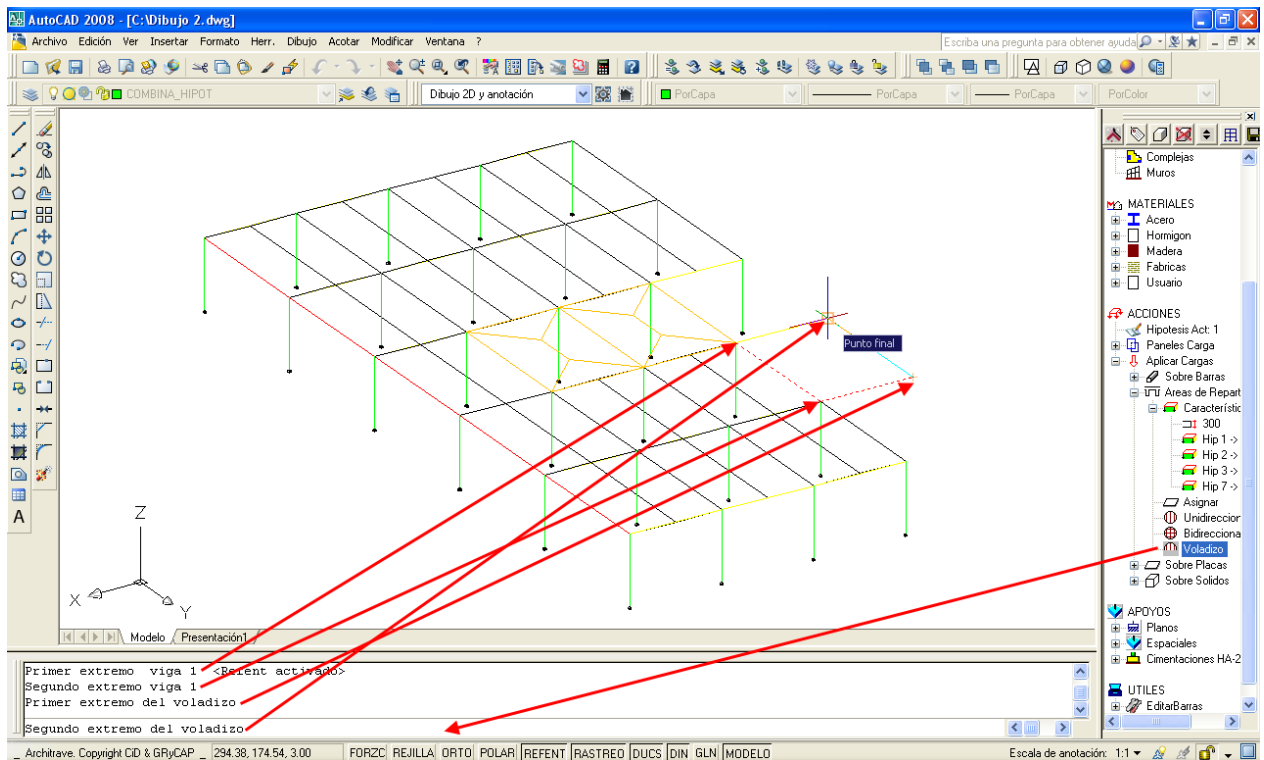 AutoCAD 2008 - [C:\Dibujo 2.dwg]
Archivo Edición Ver Insertar Formato Herr. Dibujo Acotar Modificar Ventana ?
Escriba una pregunta para obtener ayuda
COMBINA_HIPOT
Dibujo 2D y anotación
PorCapa
PorCapa
PorCapa
PorColor
Complejas
Muros
MATERIALES
Acero
Hormigon
Madera
Fabricas
Usuario
ACCIONES
Hipotesis Act: 1
Paneles Carga
Aplicar Cargas
Sobre Barras
Areas de Repart
Característic
300
Hip 1 ->
Hip 2 ->
Hip 3 ->
Hip 7 ->
Asignar
Unidireccior
Bidirecciona
Voladizo
Sobre Placas
Sobre Solidos
APOYOS
Planos
Espaciales
Cimentaciones HA-2
UTILES
EditarBarras
Punto final
Z
X
Y
Modelo
Presentación1
Primer extremo viga 1 <Refent activado>
Segundo extremo viga 1
Primer extremo del voladizo
Segundo extremo del voladizo
_ Architrave. Copyright CiD & GRyCAP _ 294.38, 174.54, 3.00 FORZC REJILLA ORTO POLAR REFENT RASTREO DUCS DIN GLN MODELO Escala de anotación: 1:1